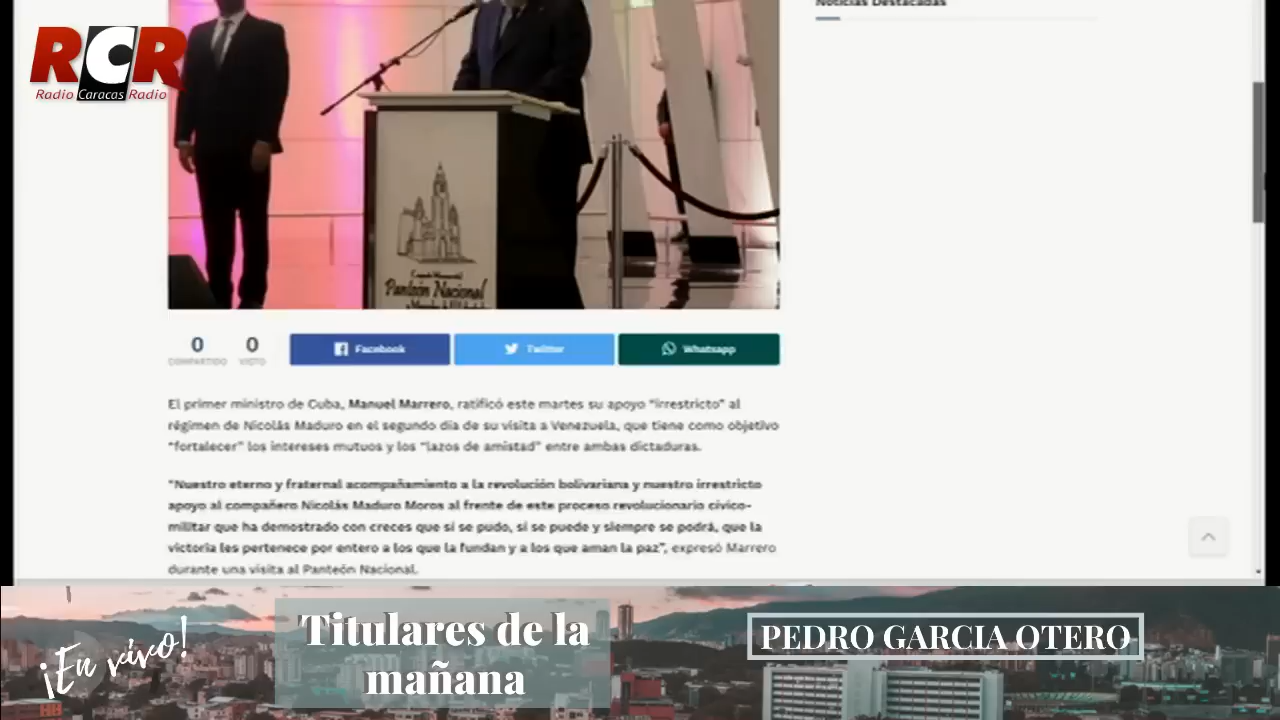 Noticias Destacadas
RCR
Radio Caracas Radio
Panteón Nacional
0
COMPARTIDO
0
VISTO
Facebook
Twitter
Whatsapp
El primer ministro de Cuba, Manuel Marrero, ratificó este martes su apoyo “irrestricto” al
régimen de Nicolás Maduro en el segundo día de su visita a Venezuela, que tiene como objetivo
“fortalecer” los intereses mutuos y los “lazos de amistad” entre ambas dictaduras.
“Nuestro eterno y fraternal acompañamiento a la revolución bolivariana y nuestro irrestricto
apoyo al compañero Nicolás Maduro Moros al frente de este proceso revolucionario cívico-
militar que ha demostrado con creces que sí se pudo, sí se puede y siempre se podrá, que la
victoria les pertenece por entero a los que la fundan y a los que aman la paz”, expresó Marrero
durante una visita al Panteón Nacional.
¡En vivo!
Titulares de la
mañana
PEDRO GARCIA OTERO